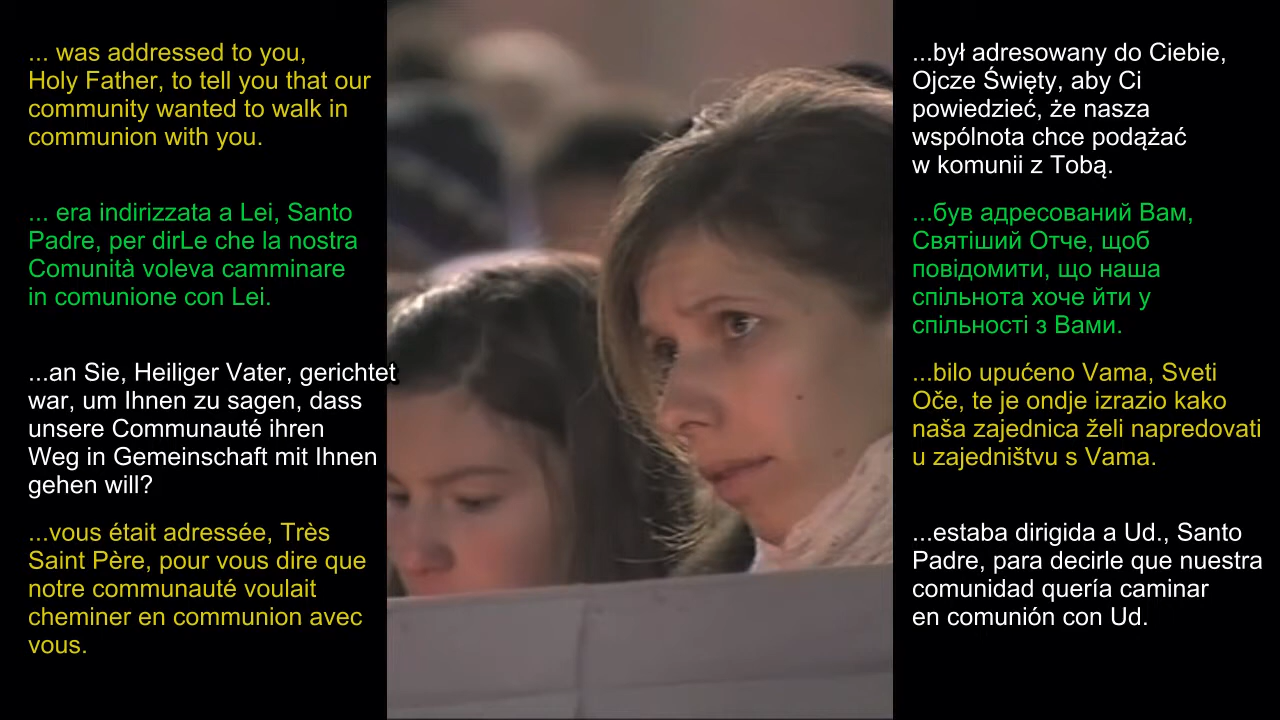 ... was addressed to you,
Holy Father, to tell you that our
community wanted to walk in
communion with you.
... era indirizzata a Lei, Santo
Padre, per dirLe che la nostra
Comunità voleva camminare
in comunione con Lei.
...an Sie, Heiliger Vater, gerichtet
war, um Ihnen zu sagen, dass
unsere Communauté ihren
Weg in Gemeinschaft mit Ihnen
gehen will?
...vous était adressée, Très
Saint Père, pour vous dire que
notre communauté voulait
cheminer en communion avec
vous.
...był adresowany do Ciebie,
Ojcze Święty, aby Ci
powiedzieć, że nasza
wspólnota chce podążać
w komunii z Tobą.
...був адресований Вам,
Святіший Отче, щоб
повідомити, що наша
спільнота хоче йти у
спільності з Вами.
...bilo upućeno Vama, Sveti
Oče, te je ondje izrazio kako
naša zajednica želi napredovati
u zajedništvu s Vama.
...estaba dirigida a Ud., Santo
Padre, para decirle que nuestra
comunidad quería caminar
en comunión con Ud.